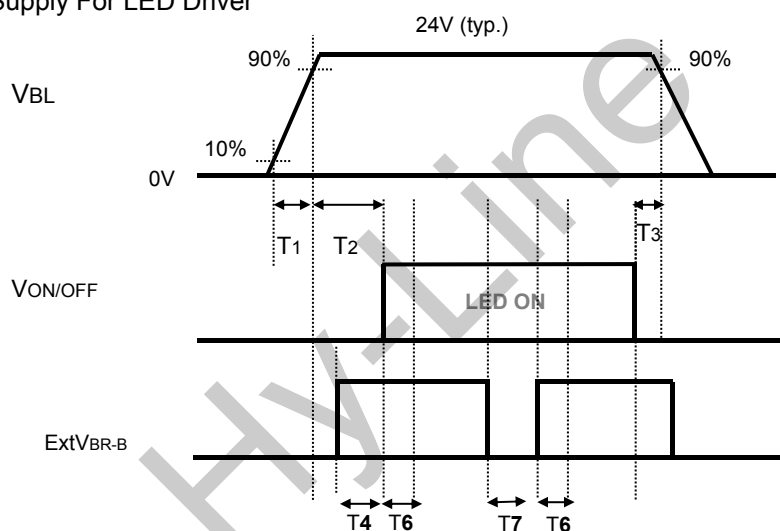 Supply For LED Driver
24V (typ.)
90%
90%
VBL
10%
0V
T1
T2
T3
VON/OFF
LED ON
ExtVBR-B
T4
T6
T7
T6
Hy-Line